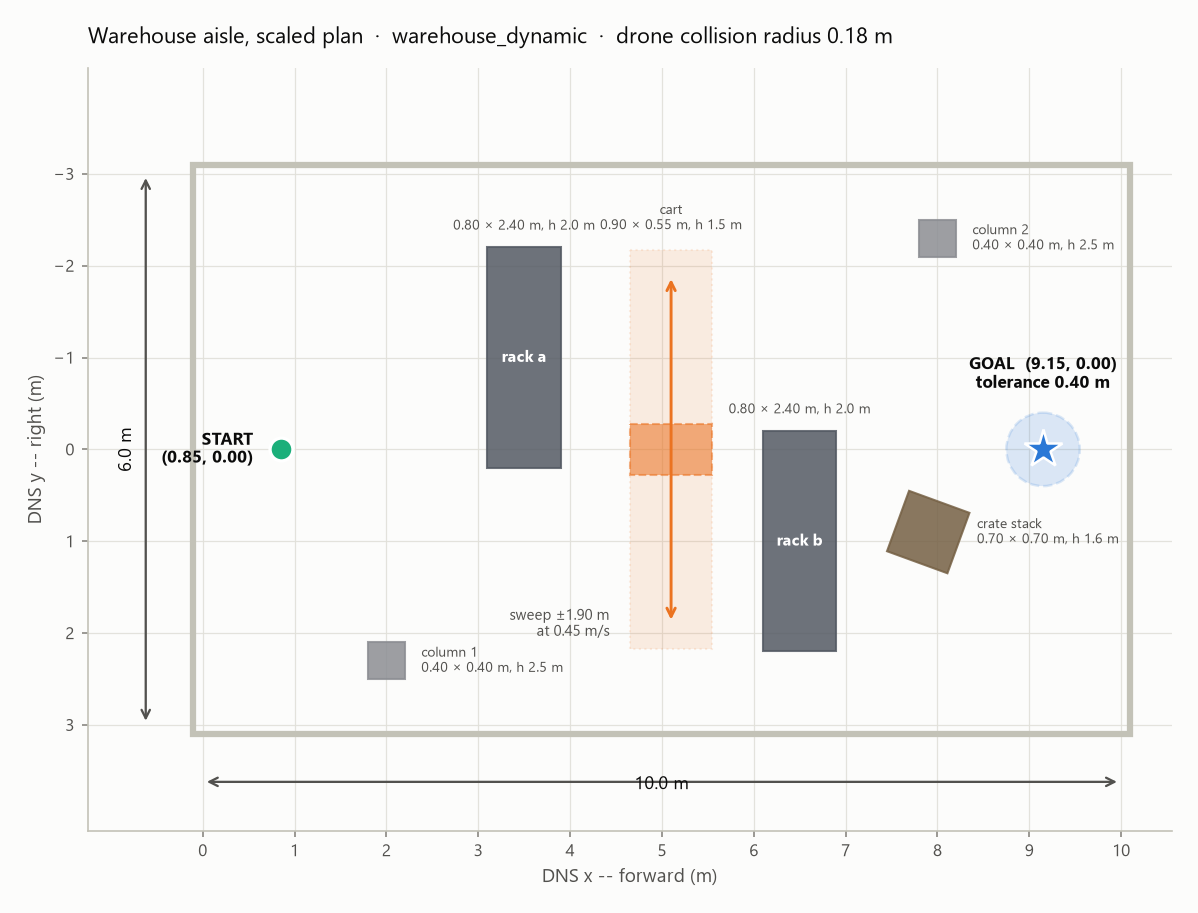 Warehouse aisle, scaled plan · warehouse_dynamic · drone collision radius 0.18 m
−3
−2
−1
0
1
2
3
DNS y -- right (m)
6.0 m
START
(0.85, 0.00)
0.80 × 2.40 m, h 2.0 m
rack a
cart
0.90 × 0.55 m, h 1.5 m
sweep ±1.90 m
at 0.45 m/s
column 1
0.40 × 0.40 m, h 2.5 m
0.80 × 2.40 m, h 2.0 m
rack b
column 2
0.40 × 0.40 m, h 2.5 m
GOAL (9.15, 0.00)
tolerance 0.40 m
crate stack
0.70 × 0.70 m, h 1.6 m
10.0 m
0 1 2 3 4 5 6 7 8 9 10
DNS x -- forward (m)